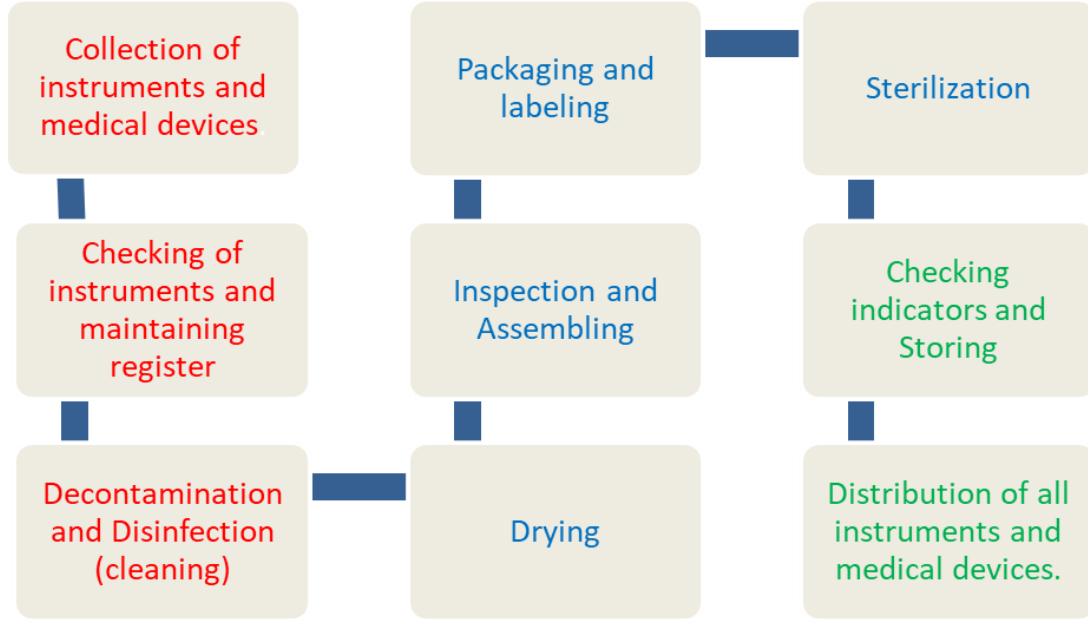 Collection of
instruments and
medical devices
Checking of
instruments and
maintaining
register
Decontamination
and Disinfection
(cleaning)
Drying
Inspection and
Assembling
Packaging and
labeling
Sterilization
Checking
indicators and
Storing
Distribution of all
instruments and
medical devices.